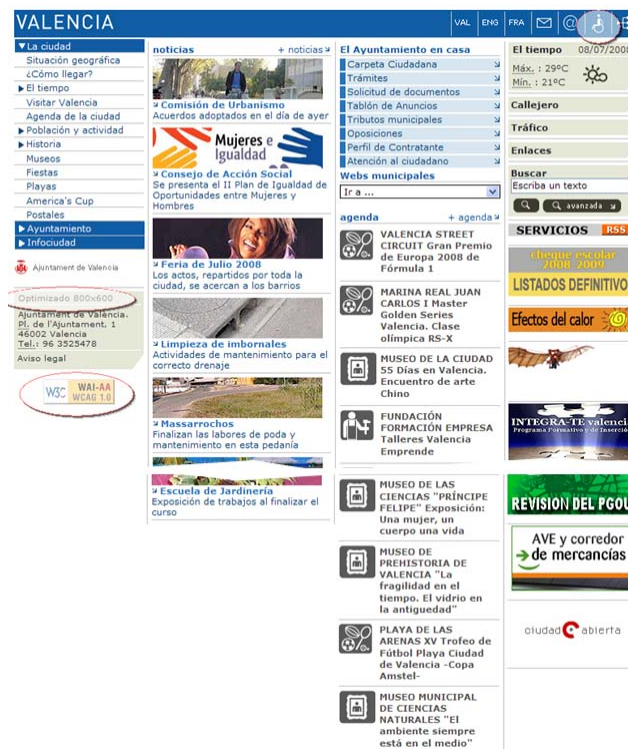 VALENCIA
VAL ENG FRA
La ciudad
Situación geográfica
¿Cómo llegar?
El tiempo
Visitar Valencia
Agenda de la ciudad
Población y actividad
Historia
Museos
Fiestas
Playas
America's Cup
Postales
Ayuntamiento
Infociudad
Ajuntament de València
Optimizado 800x600
Ajuntament de València.
Pl. de l'Ajuntament, 1
46002 Valencia
Tel.: 96 3525478
Aviso legal
W3C WAI-AA
WCAG 1.0
noticias + noticias
Comisión de Urbanismo
Acuerdos adoptados en el día de ayer
Mujeres e
Igualdad
Consejo de Acción Social
Se presenta el II Plan de Igualdad de
Oportunidades entre Mujeres y
Hombres
Feria de Julio 2008
Los actos, repartidos por toda la
ciudad, se acercan a los barrios
Limpieza de imbornales
Actividades de mantenimiento para el
correcto drenaje
Massarrochos
Finalizan las labores de poda y
mantenimiento en esta pedanía
Escuela de Jardinería
Exposición de trabajos al finalizar el
curso
El Ayuntamiento en casa
Carpeta Ciudadana
Trámites
Solicitud de documentos
Tablón de Anuncios
Tributos municipales
Oposiciones
Perfil de Contratante
Atención al ciudadano
Webs municipales
Ir a ...
agenda + agenda
VALENCIA STREET
CIRCUIT Gran Premio
de Europa 2008 de
Fórmula 1
MARINA REAL JUAN
CARLOS I Master
Golden Series
Valencia. Clase
olímpica RS-X
MUSEO DE LA CIUDAD
55 Días en Valencia.
Encuentro de arte
Chino
FUNDACIÓN
FORMACIÓN EMPRESA
Talleres Valencia
Emprende
MUSEO DE LAS
CIENCIAS "PRÍNCIPE
FELIPE" Exposición:
Una mujer, un
cuerpo una vida
MUSEO DE
PREHISTORIA DE
VALENCIA "La
fragilidad en el
tiempo. El vidrio en
la antiguedad"
PLAYA DE LAS
ARENAS XV Trofeo de
Fútbol Playa Ciudad
de Valencia -Copa
Amstel-
MUSEO MUNICIPAL
DE CIENCIAS
NATURALES "El
ambiente siempre
está en el medio"
El tiempo 08/07/2008
Máx. : 29ºC
Mín. : 21ºC
Callejero
Tráfico
Enlaces
Buscar
Escriba un texto
avanzada
SERVICIOS RSS
cheque escolar
2008-2009
LISTADOS DEFINITIVO
Efectos del calor
INTEGRA-TE valenci
Programa Formativo y de Inserció
REVISION DEL PGOU
AVE y corredor
de mercancías
ciudad abierta